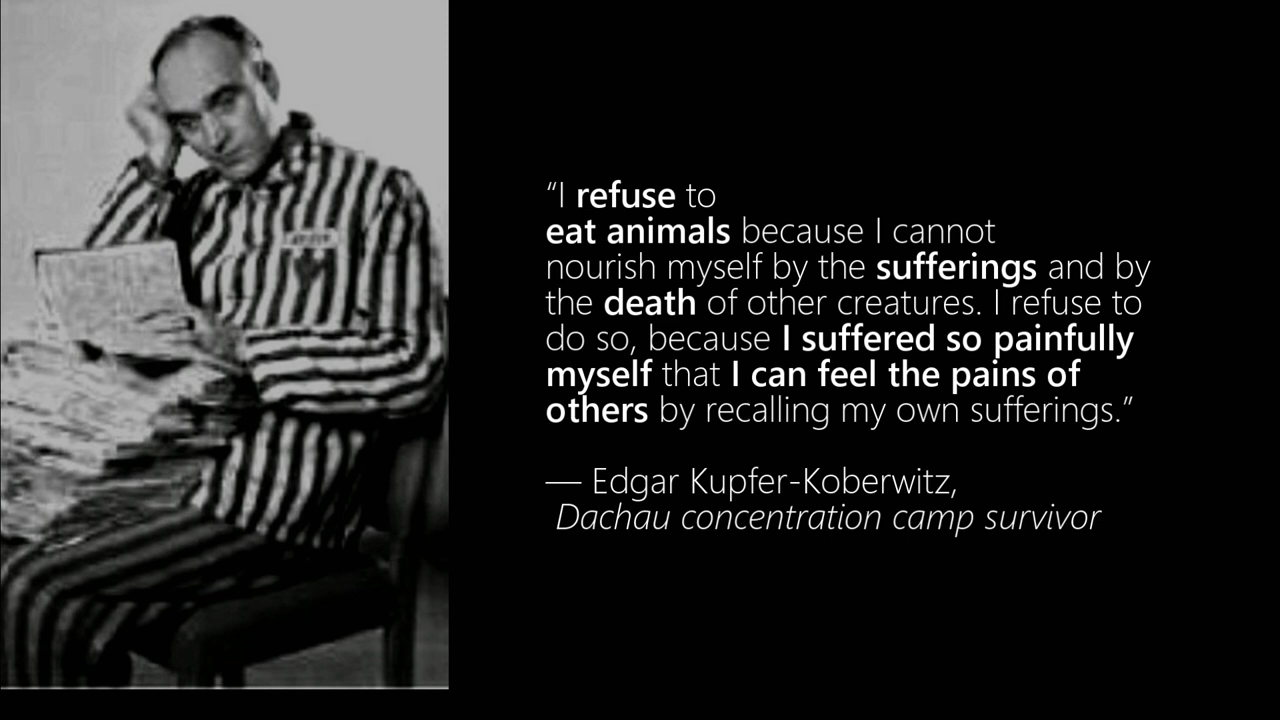 “I refuse to
eat animals because I cannot
nourish myself by the sufferings and by
the death of other creatures. I refuse to
do so, because I suffered so painfully
myself that I can feel the pains of
others by recalling my own sufferings.”
— Edgar Kupfer-Koberwitz,
Dachau concentration camp survivor